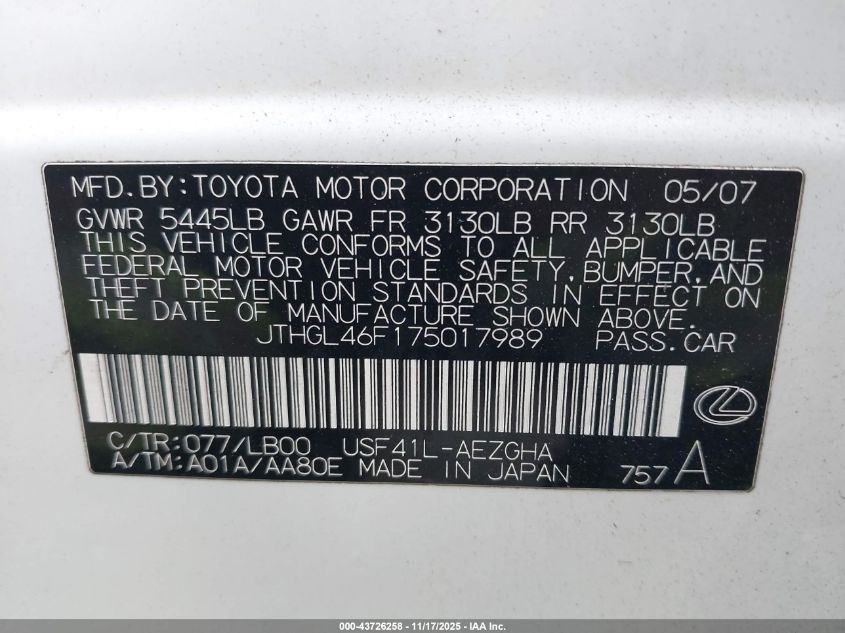 MFD.BY:TOYOTA MOTOR CORPORATION 05/07
GVWR 5445LB GAWR FR 3130LB RR 3130LB
THIS VEHICLE CONFORMS TO ALL APPLICABLE
FEDERAL MOTOR VEHICLE SAFETY,BUMPER,AND
THEFT PREVENTION STANDARDS IN EFFECT ON
THE DATE OF MANUFACTURE SHOWN ABOVE.
JTHGL46F175017989 PASS.CAR
C/TR:077/LB00 USF41L-AEZGHA
A/TM:A01A/AA80E MADE IN JAPAN 757A
000-43726258 - 11/17/2025 - IAA Inc.